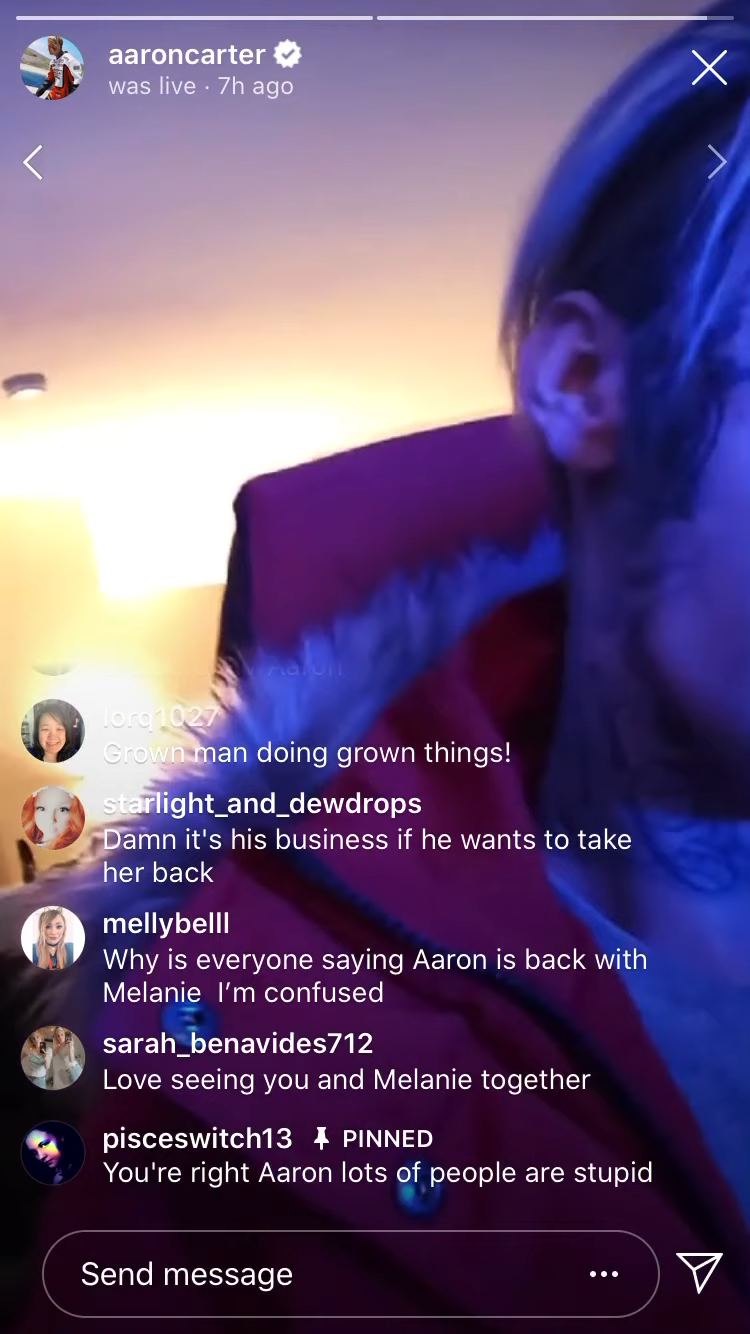 aaroncarter
was live · 7h ago
Aaron
lorq1027
Grown man doing grown things!
starlight_and_dewdrops
Damn it's his business if he wants to take
her back
mellybelll
Why is everyone saying Aaron is back with
Melanie  I'm confused
sarah_benavides712
Love seeing you and Melanie together
pisceswitch13 PINNED
You're right Aaron lots of people are stupid
Send message